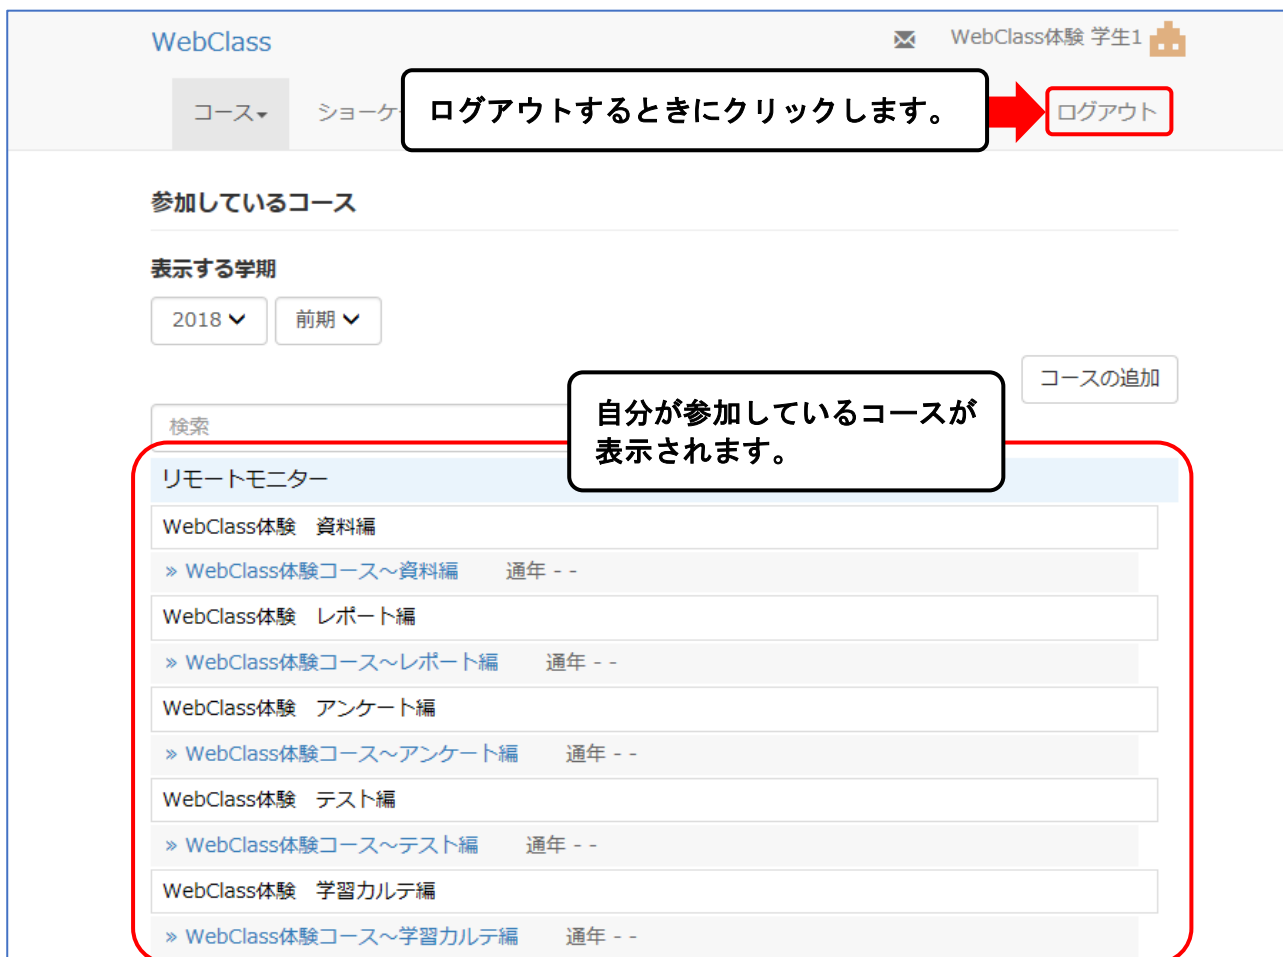 WebClass
WebClass体験 学生1
コース
ショーケ
ログアウトするときにクリックします。
ログアウト
参加しているコース
表示する学期
2018
前期
コースの追加
検索
自分が参加しているコースが
表示されます。
リモートモニター
WebClass体験　資料編
» WebClass体験コース～資料編　通年 - -
WebClass体験　レポート編
» WebClass体験コース～レポート編　通年 - -
WebClass体験　アンケート編
» WebClass体験コース～アンケート編　通年 - -
WebClass体験　テスト編
» WebClass体験コース～テスト編　通年 - -
WebClass体験　学習カルテ編
» WebClass体験コース～学習カルテ編　通年 - -